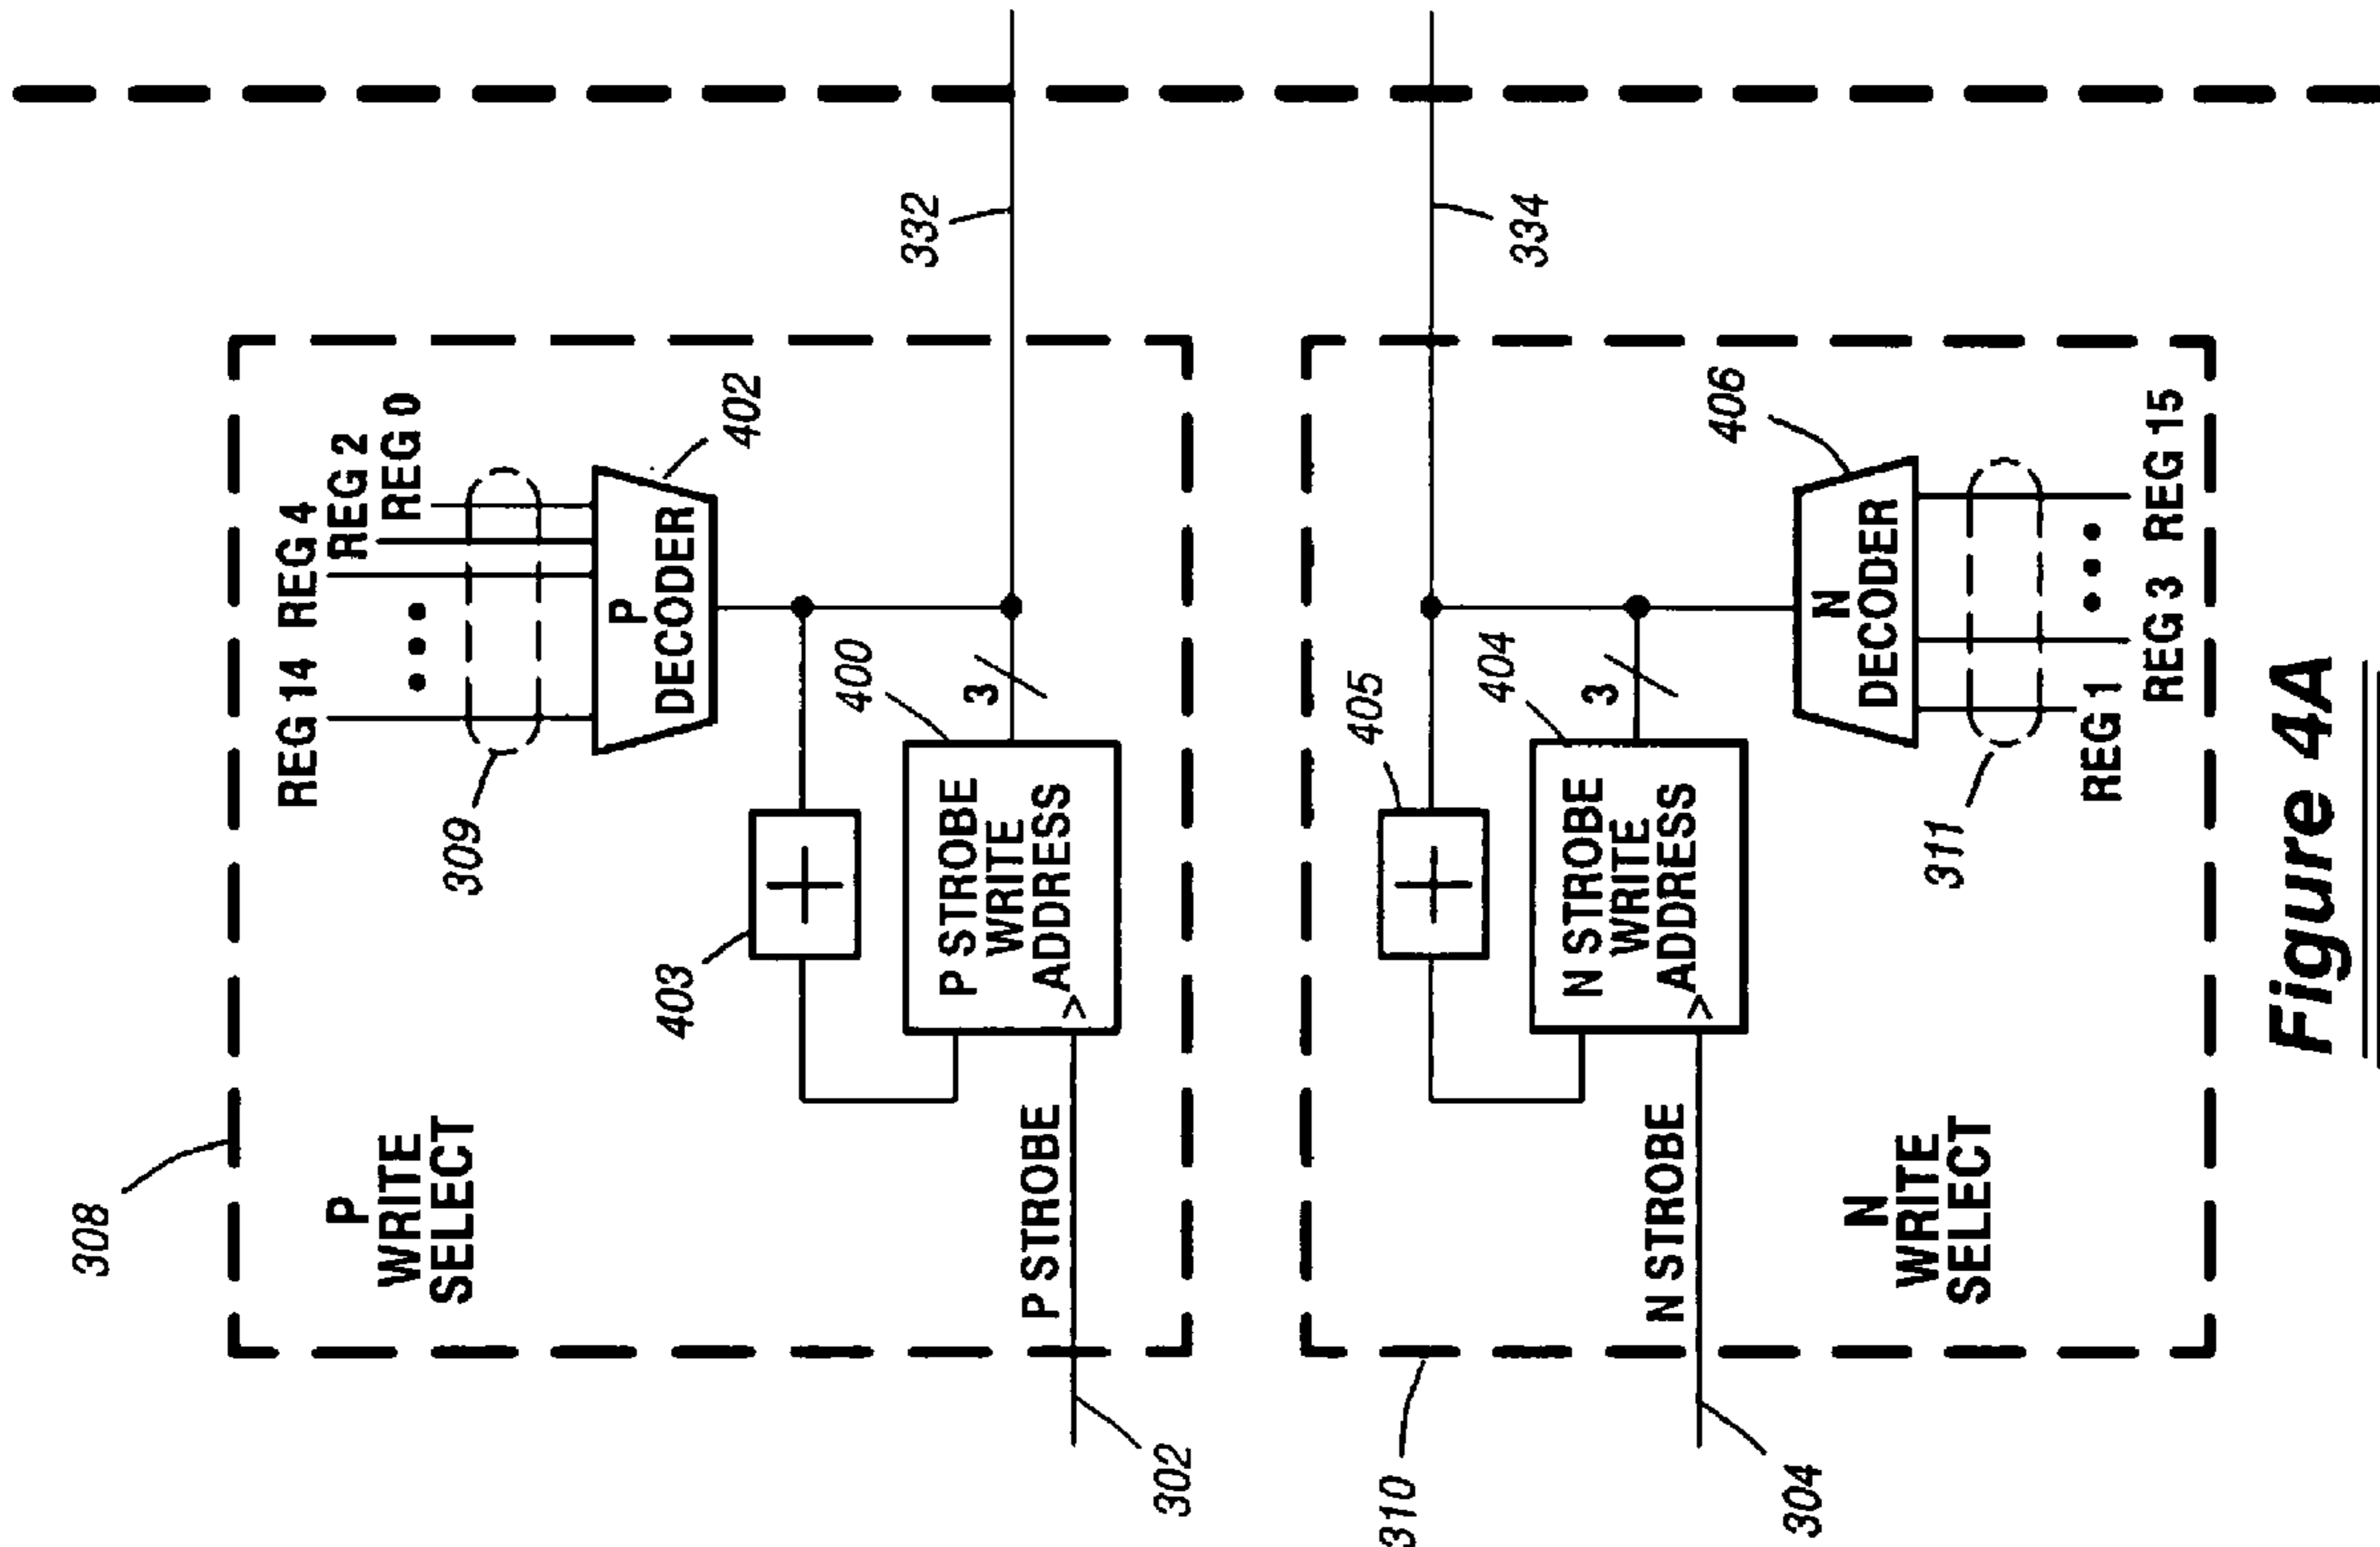 308
REG 14 REG 4
REG 2
REG 0
P
WRITE
SELECT
309
P
DECODER
402
403
400
332
P STROBE
WRITE
ADDRESS
3
P STROBE
302
405
310
404
334
N STROBE
WRITE
ADDRESS
3
N STROBE
304
406
N
DECODER
N
WRITE
SELECT
311
REG 1
REG 3 REG 15
Figure 4A